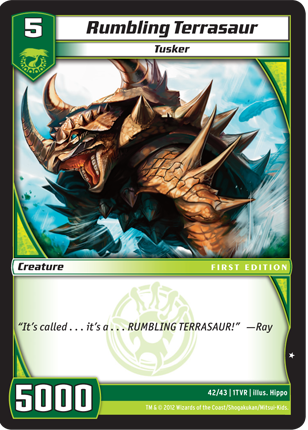 5
Rumbling Terrasaur
Tusker
Creature
FIRST EDITION
“It’s called . . . it’s a . . . RUMBLING TERRASAUR!” —Ray
5000
42/43 | 1TVR | illus. Hippo
TM & © 2012 Wizards of the Coast/Shogakukan/Mitsui-Kids.